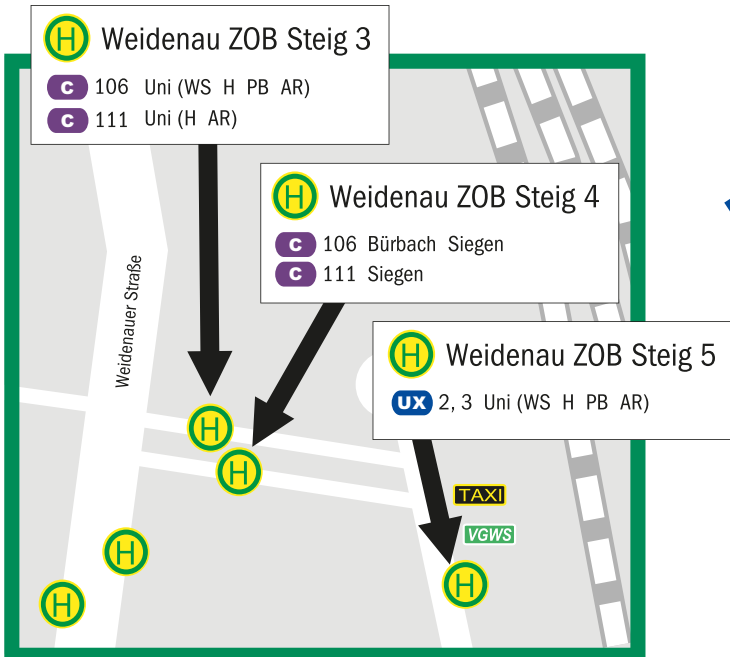 H Weidenau ZOB Steig 3
C 106 Uni (WS H PB AR)
C 111 Uni (H AR)
H Weidenau ZOB Steig 4
C 106 Bürbach Siegen
C 111 Siegen
Weidenauer Straße
H Weidenau ZOB Steig 5
UX 2, 3 Uni (WS H PB AR)
H
H
TAXI
VGWS
H
H
H